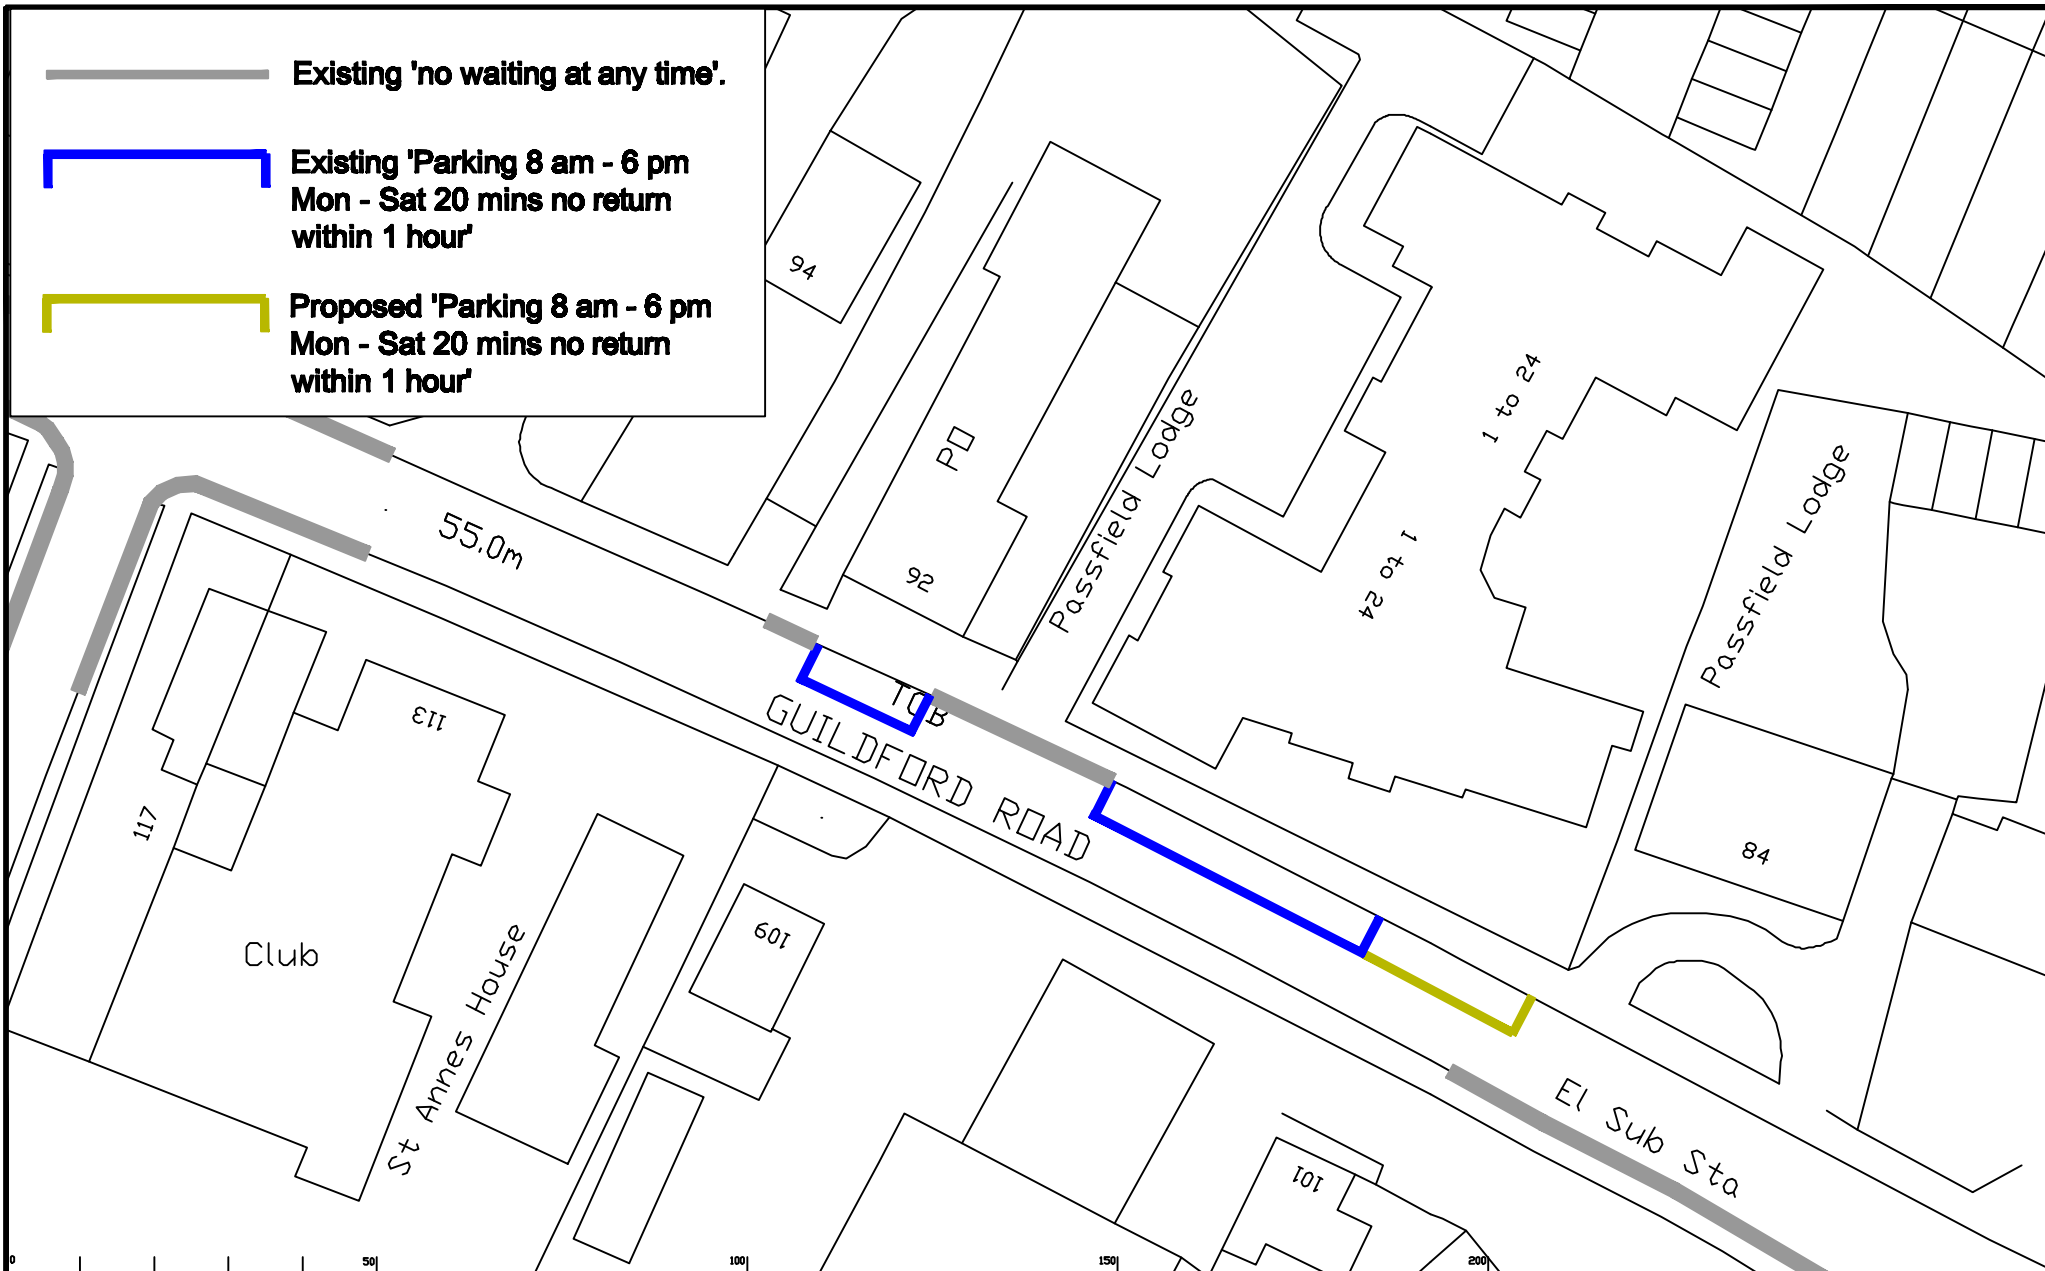 Existing 'no waiting at any time'.
Existing 'Parking 8 am - 6 pm
Mon - Sat 20 mins no return
within 1 hour'
Proposed 'Parking 8 am - 6 pm
Mon - Sat 20 mins no return
within 1 hour'
94
PO
92
Passfield Lodge
1 to 24
1 to 24
Passfield Lodge
55.0m
TCB
GUILDFORD ROAD
113
117
84
Club
St Annes House
109
El Sub Sta
101
0
50
100
150
200